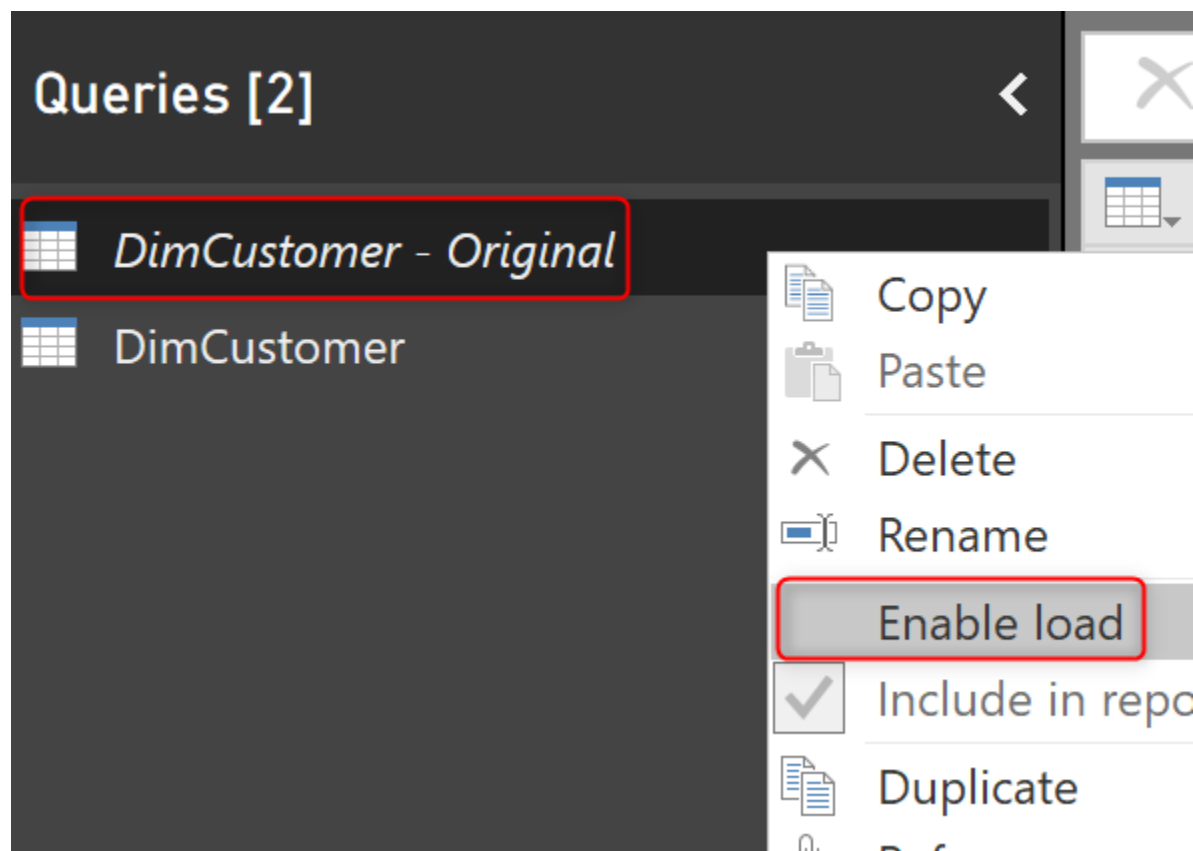 Queries [2]
DimCustomer - Original
DimCustomer
Copy
Paste
Delete
Rename
Enable load
Include in repo
Duplicate